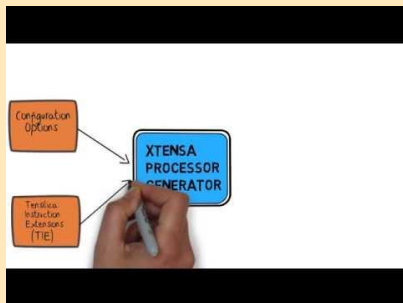 Configuration
Options
XTENSA
PROCESSOR
GENERATOR
Tensilica
Instruction
Extensions
(TIE)